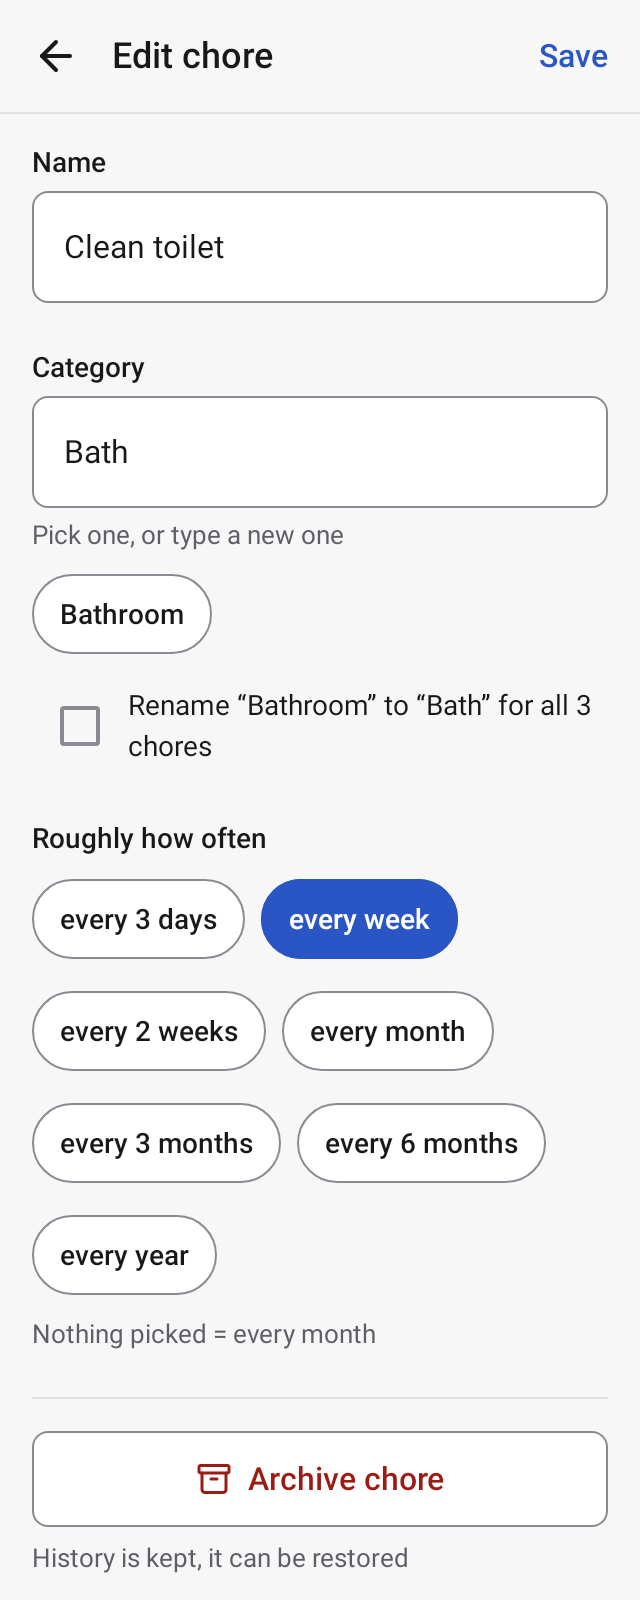 Edit chore
Save
Name
Clean toilet
Category
Bath
Pick one, or type a new one
Bathroom
Rename “Bathroom” to “Bath” for all 3
chores
Roughly how often
every 3 days
every week
every 2 weeks
every month
every 3 months
every 6 months
every year
Nothing picked = every month
Archive chore
History is kept, it can be restored